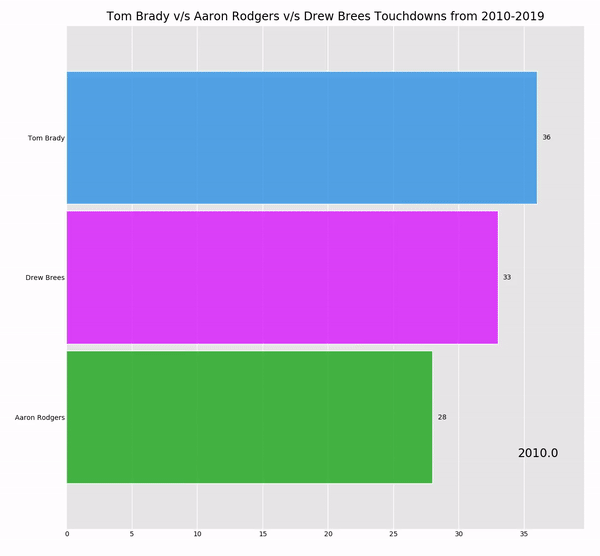 Tom Brady v/s Aaron Rodgers v/s Drew Brees Touchdowns from 2010-2019
Tom Brady 36
Drew Brees 33
Aaron Rodgers 28
2010.0
0 5 10 15 20 25 30 35